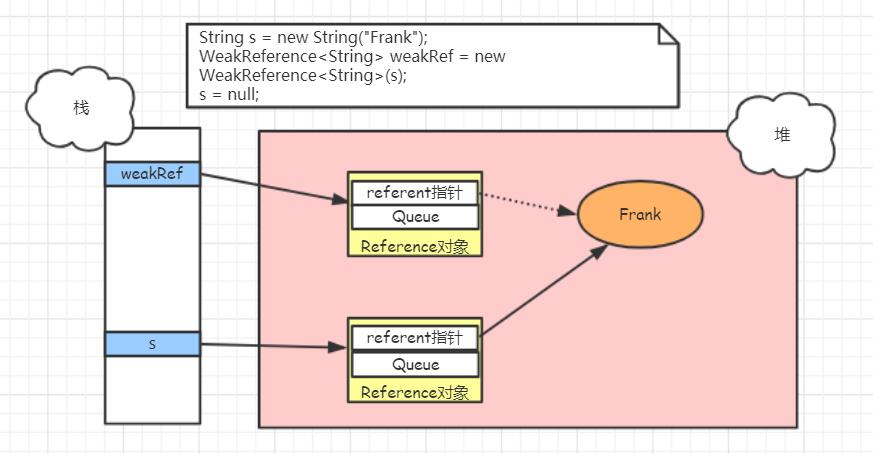 String s = new String("Frank");
WeakReference<String> weakRef = new
WeakReference<String>(s);
s = null;
栈
堆
weakRef
referent指针
Queue
Reference对象
Frank
s
referent指针
Queue
Reference对象